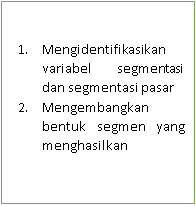 1. Mengidentifikasikan
variabel segmentasi
dan segmentasi pasar
2. Mengembangkan
bentuk segmen yang
menghasilkan